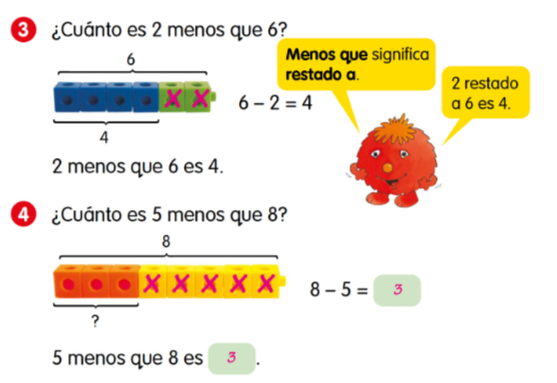 3 ¿Cuánto es 2 menos que 6?
Menos que significa
restado a.
6
6 – 2 = 4
2 restado
a 6 es 4.
4
2 menos que 6 es 4.
4 ¿Cuánto es 5 menos que 8?
8
8 – 5 = 3
?
5 menos que 8 es 3.